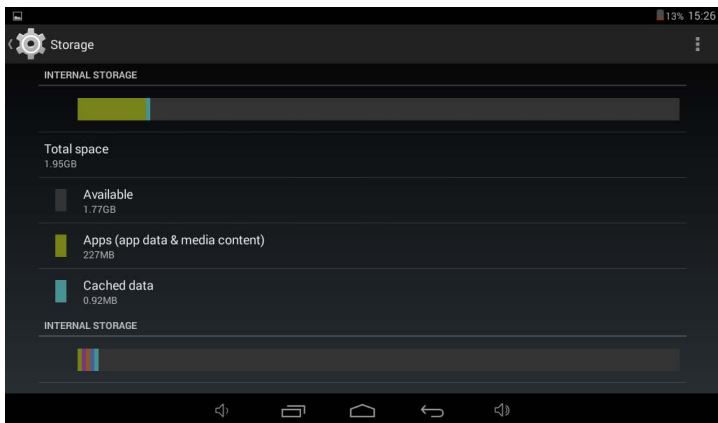 13% 15:26
Storage
INTERNAL STORAGE
Total space
1.95GB
Available
1.77GB
Apps (app data & media content)
227MB
Cached data
0.92MB
INTERNAL STORAGE